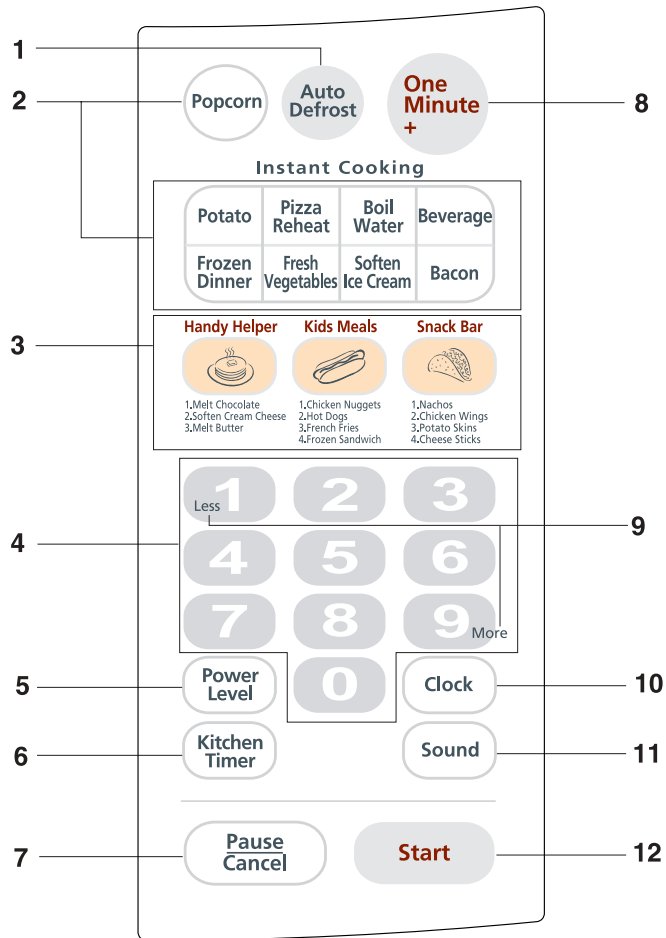 1
2
Popcorn
Auto
Defrost
One
Minute
+
8
Instant Cooking
Potato
Pizza
Reheat
Boil
Water
Beverage
Frozen
Dinner
Fresh
Vegetables
Soften
Ice Cream
Bacon
3
Handy Helper
Kids Meals
Snack Bar
1.Melt Chocolate
2.Soften Cream Cheese
3.Melt Butter
1.Chicken Nuggets
2.Hot Dogs
3.French Fries
4.Frozen Sandwich
1.Nachos
2.Chicken Wings
3.Potato Skins
4.Cheese Sticks
4
1
Less
2
3
9
4
5
6
7
8
9
More
5
Power
Level
0
Clock
10
6
Kitchen
Timer
Sound
11
7
Pause
Cancel
Start
12